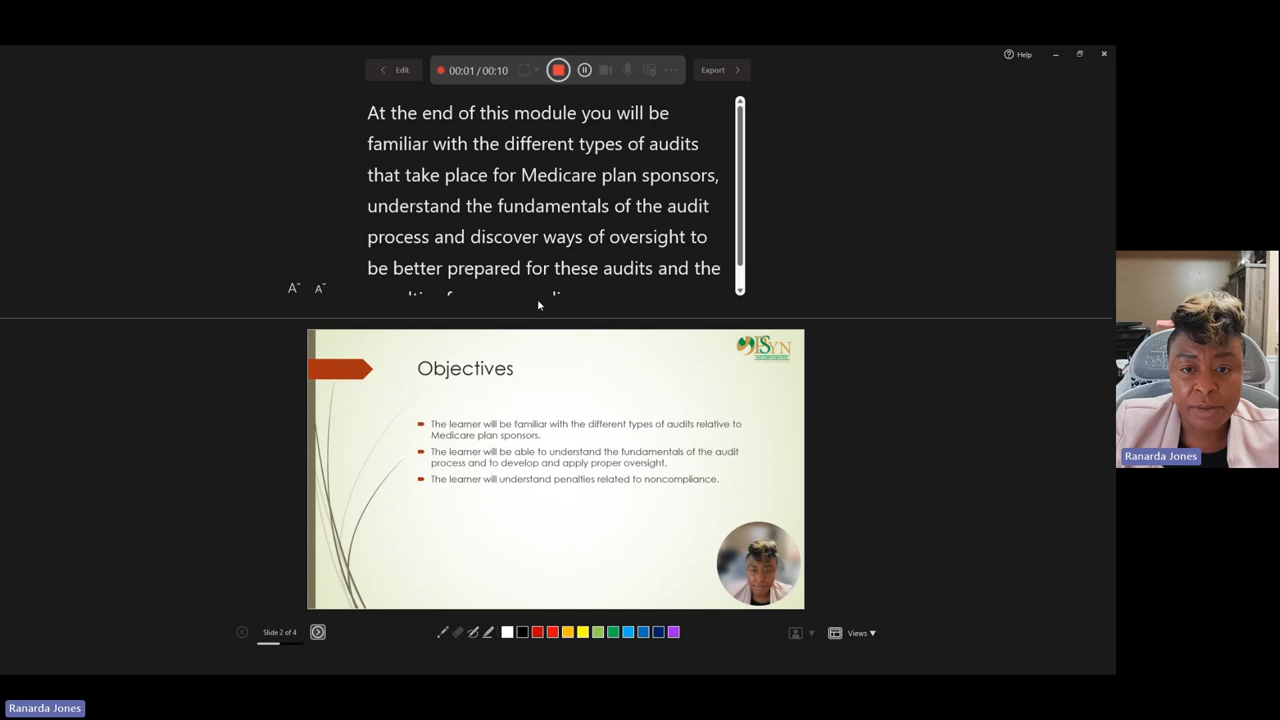 Help
Edit
00:01 / 00:10
Export
At the end of this module you will be
familiar with the different types of audits
that take place for Medicare plan sponsors,
understand the fundamentals of the audit
process and discover ways of oversight to
be better prepared for these audits and the
A^ A˅
Objectives
The learner will be familiar with the different types of audits relative to
Medicare plan sponsors.
The learner will be able to understand the fundamentals of the audit
process and to develop and apply proper oversight.
The learner will understand penalties related to noncompliance.
Slide 2 of 4
Views
Ranarda Jones
Ranarda Jones